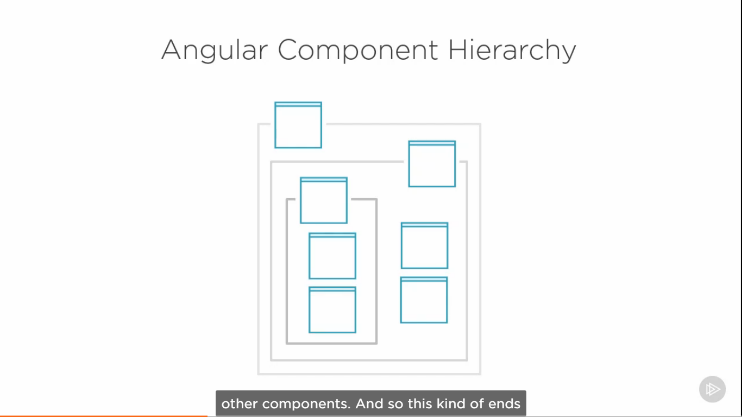 Angular Component Hierarchy
other components. And so this kind of ends